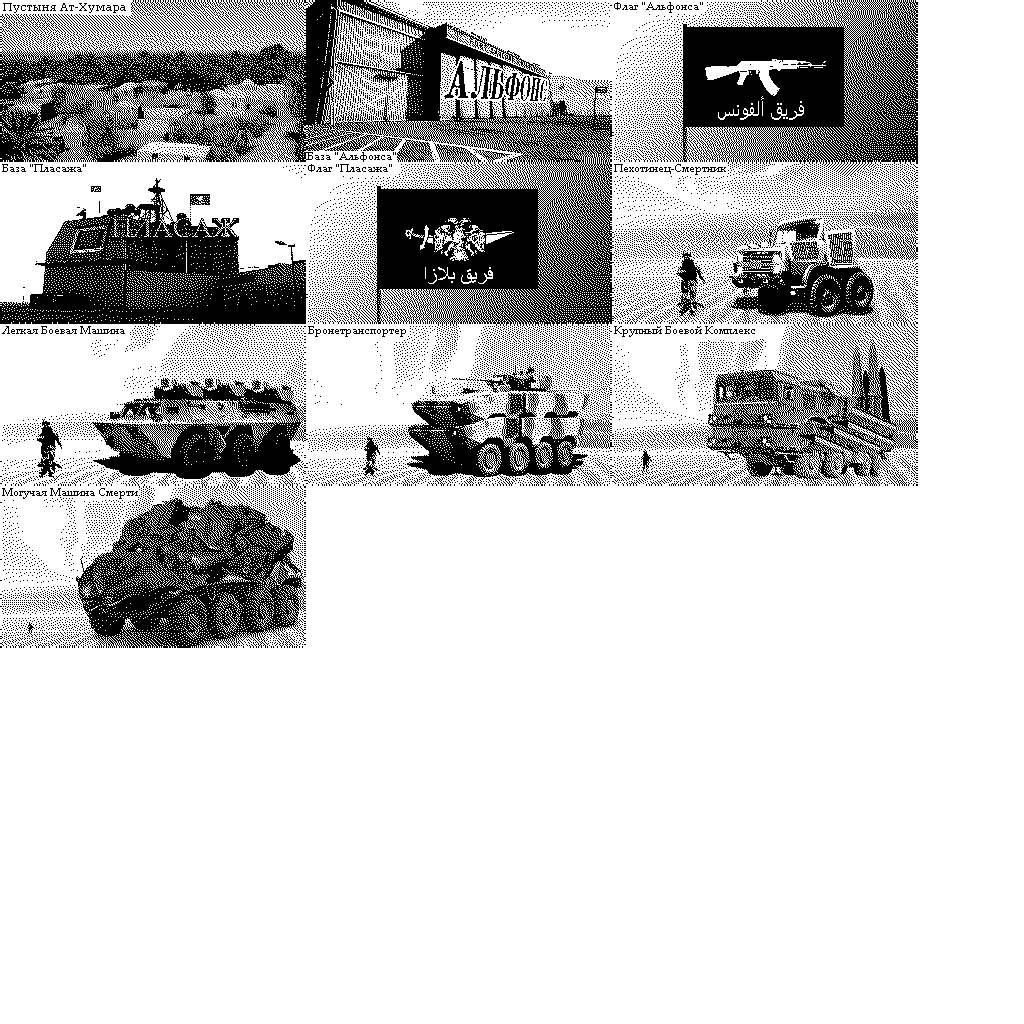 Пустыня Ат-Хумара
АЛЬФОНС
База "Альфонса"
Флаг "Альфонса"
فريق ألفونس
База "Пласажа"
ПЛАСАЖ
Флаг "Пласажа"
فريق بلازا
Пехотинец-Смертник
Легкая Боевая Машина
Бронетранспортер
Крупный Боевой Комплекс
Могучая Машина Смерти